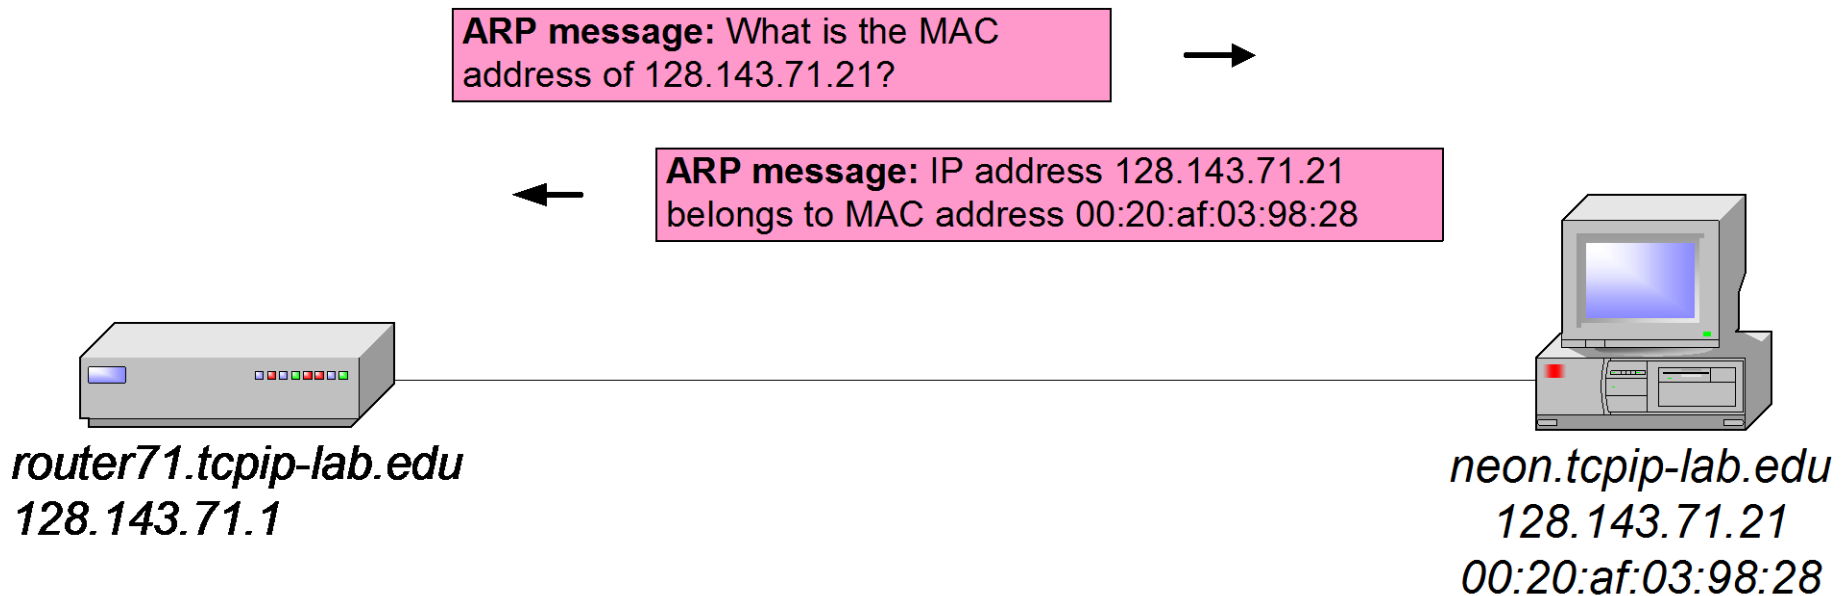 ARP message: What is the MAC
address of 128.143.71.21?
ARP message: IP address 128.143.71.21
belongs to MAC address 00:20:af:03:98:28
router71.tcpip-lab.edu
128.143.71.1
neon.tcpip-lab.edu
128.143.71.21
00:20:af:03:98:28